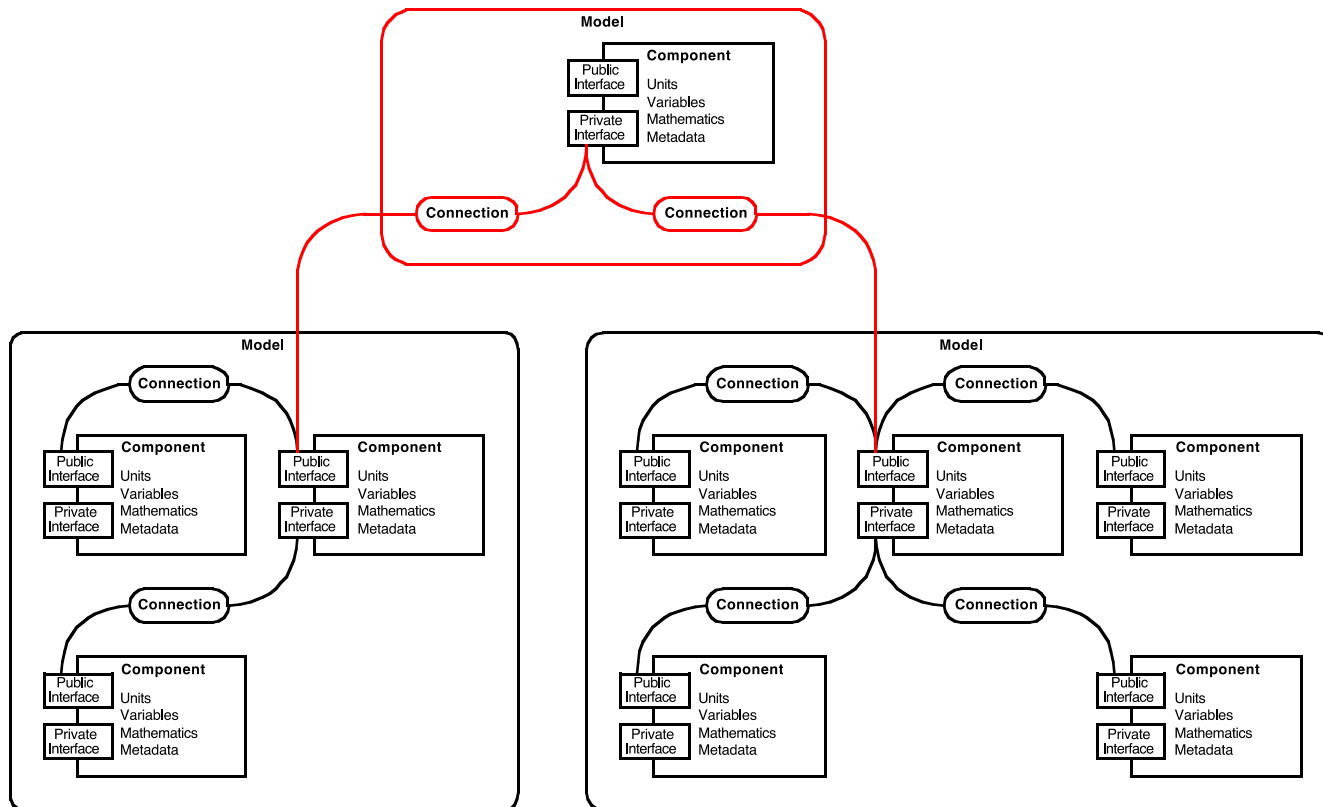 Model
Component
Public
Interface
Units
Variables
Private
Interface
Mathematics
Metadata
Connection
Connection
Model
Connection
Component
Public
Interface
Units
Variables
Private
Interface
Mathematics
Metadata
Component
Public
Interface
Units
Variables
Private
Interface
Mathematics
Metadata
Connection
Component
Public
Interface
Units
Variables
Private
Interface
Mathematics
Metadata
Model
Connection
Connection
Component
Public
Interface
Units
Variables
Private
Interface
Mathematics
Metadata
Component
Public
Interface
Units
Variables
Private
Interface
Mathematics
Metadata
Component
Public
Interface
Units
Variables
Private
Interface
Mathematics
Metadata
Connection
Connection
Component
Public
Interface
Units
Variables
Private
Interface
Mathematics
Metadata
Component
Public
Interface
Units
Variables
Private
Interface
Mathematics
Metadata